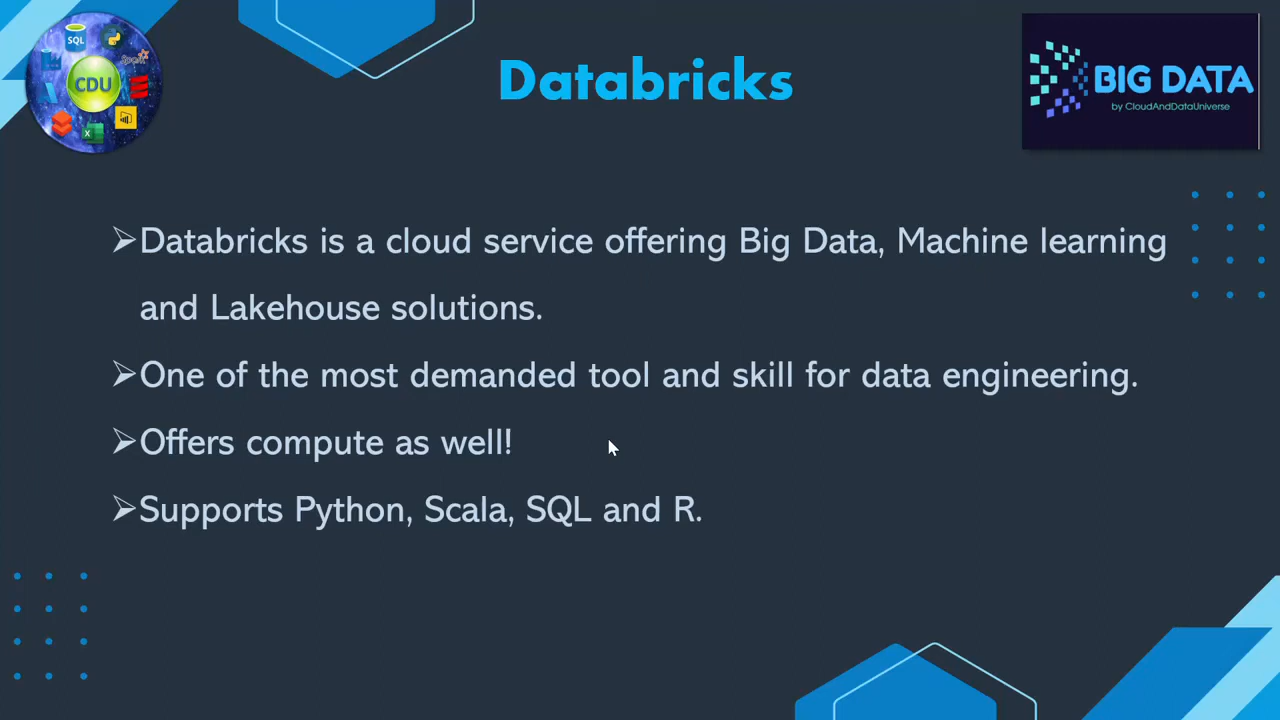 SQL
Spark
CDU
Databricks
BIG DATA
by CloudAndDataUniverse
➢Databricks is a cloud service offering Big Data, Machine learning
and Lakehouse solutions.
➢One of the most demanded tool and skill for data engineering.
➢Offers compute as well!
➢Supports Python, Scala, SQL and R.